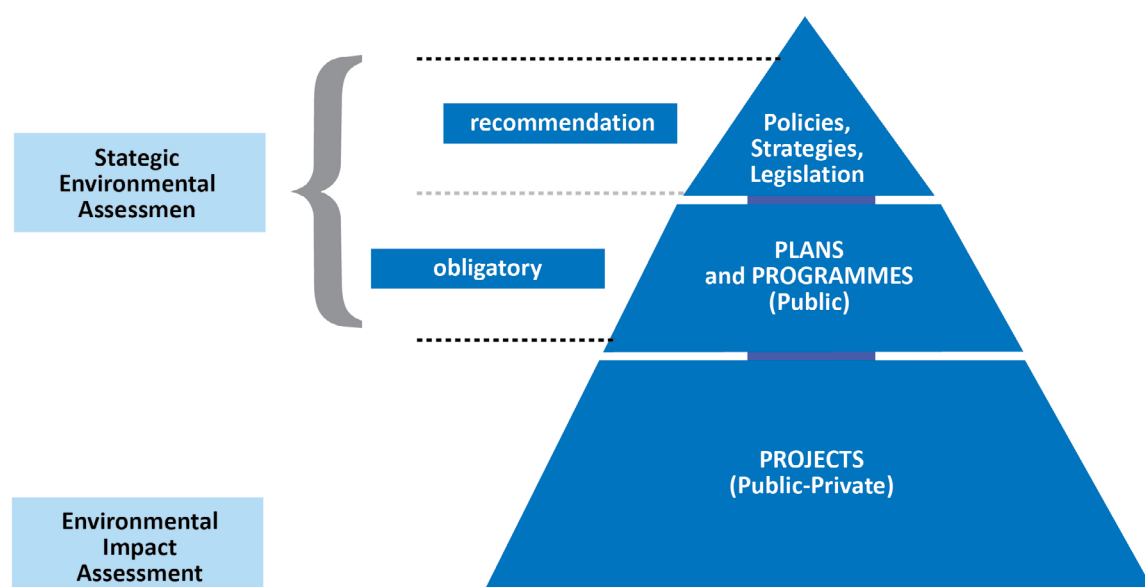 Stategic
Environmental
Assessmen
recommendation
obligatory
Policies,
Strategies,
Legislation
PLANS
and PROGRAMMES
(Public)
PROJECTS
(Public-Private)
Environmental
Impact
Assessment